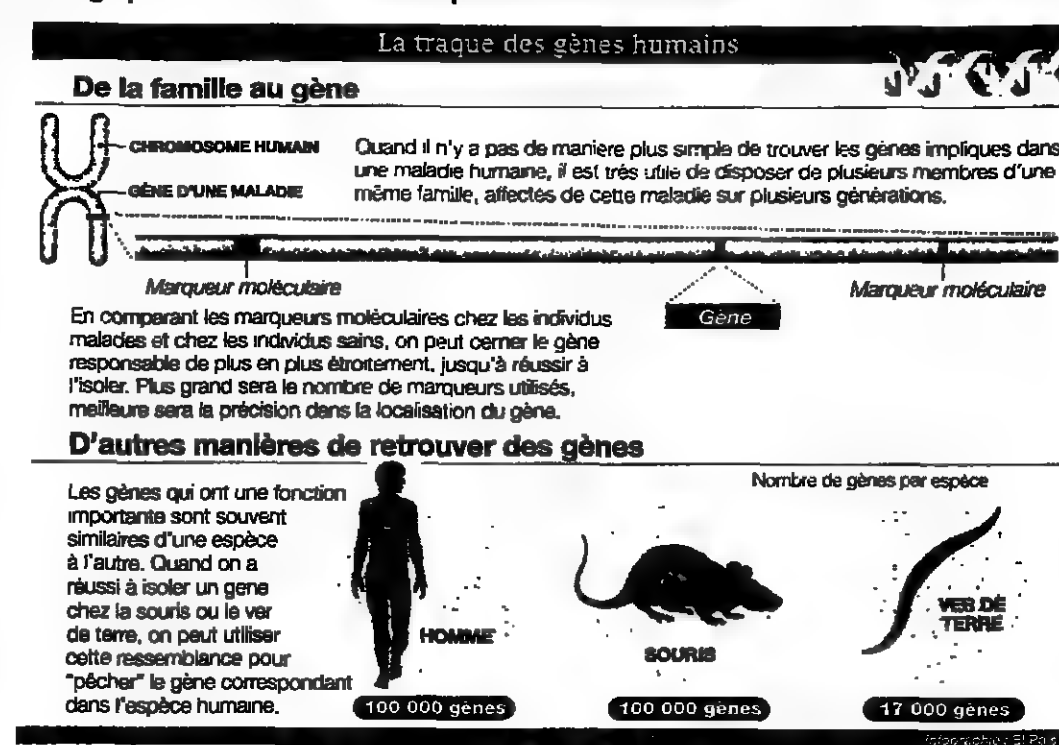 La traque des gènes humains
De la famille au gène
CHROMOSOME HUMAIN
GÈNE D'UNE MALADIE
Quand il n'y a pas de maniere plus simple de trouver les gènes impliques dans
une maladie humaine, il est très utile de disposer de plusieurs membres d'une
même famille, affectés de cette maladie sur plusieurs générations.
Marqueur moléculaire
Gène
Marqueur moléculaire
En comparant les marqueurs moléculaires chez les individus
malades et chez les individus sains, on peut cerner le gène
responsable de plus en plus étroitement, jusqu'à réussir à
l'isoler. Plus grand sera le nombre de marqueurs utilisés,
meilleure sera la précision dans la localisation du gène.
D'autres manières de retrouver des gènes
Les gènes qui ont une fonction
importante sont souvent
similaires d'une espèce
à l'autre. Quand on a
réussi à isoler un gene
chez la souris ou le ver
de terre, on peut utiliser
cette ressemblance pour
"pêcher" le gène correspondant
dans l'espèce humaine.
Nombre de gènes par espèce
HOMME
100 000 gènes
SOURIS
100 000 gènes
VER DE
TERRE
17 000 gènes
Infographie : El Pais